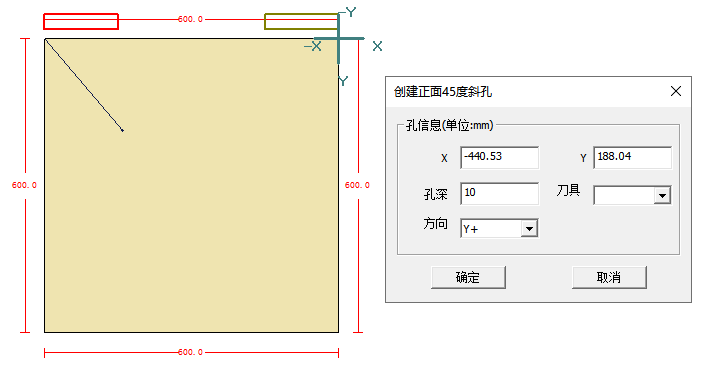 -Y
600.0
-X
X
Y
600.0
600.0
600.0
创建正面45度斜孔
孔信息(单位:mm)
X -440.53 Y 188.04
孔深 10 刀具
方向 Y+
确定 取消